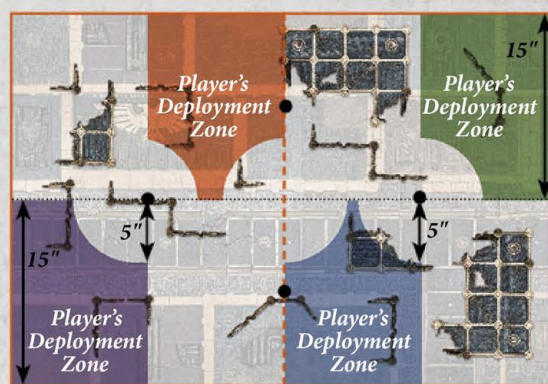 Player's
Deployment
Zone
Player's
Deployment
Zone
15"
5"
5"
15"
Player's
Deployment
Zone
Player's
Deployment
Zone